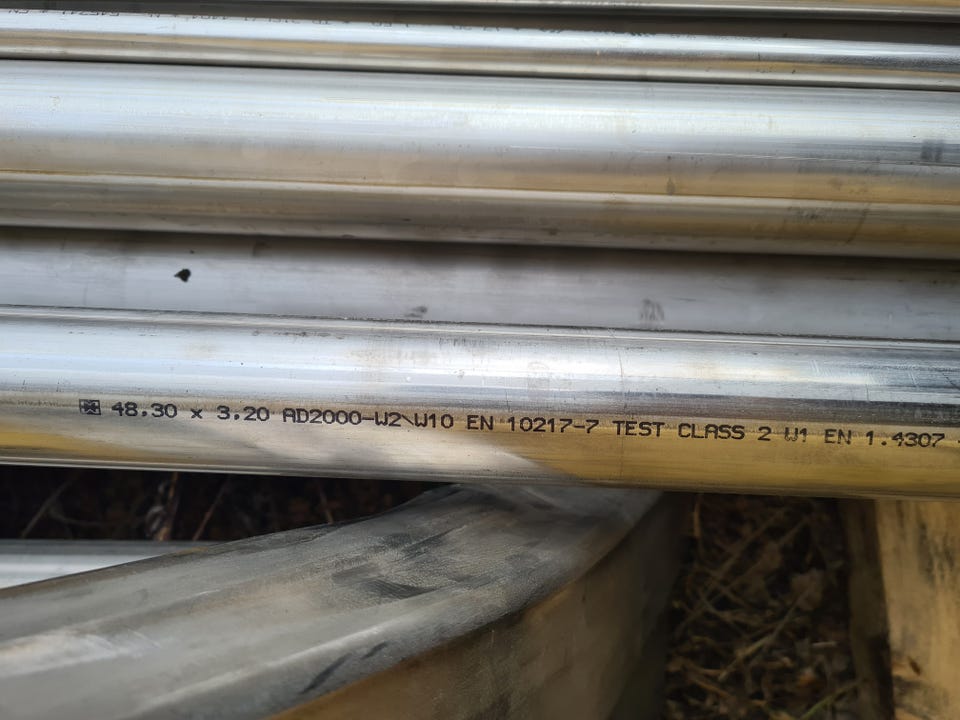 48.30 x 3.20 AD2000-W2\W10 EN 10217-7 TEST CLASS 2 W1 EN 1.4307